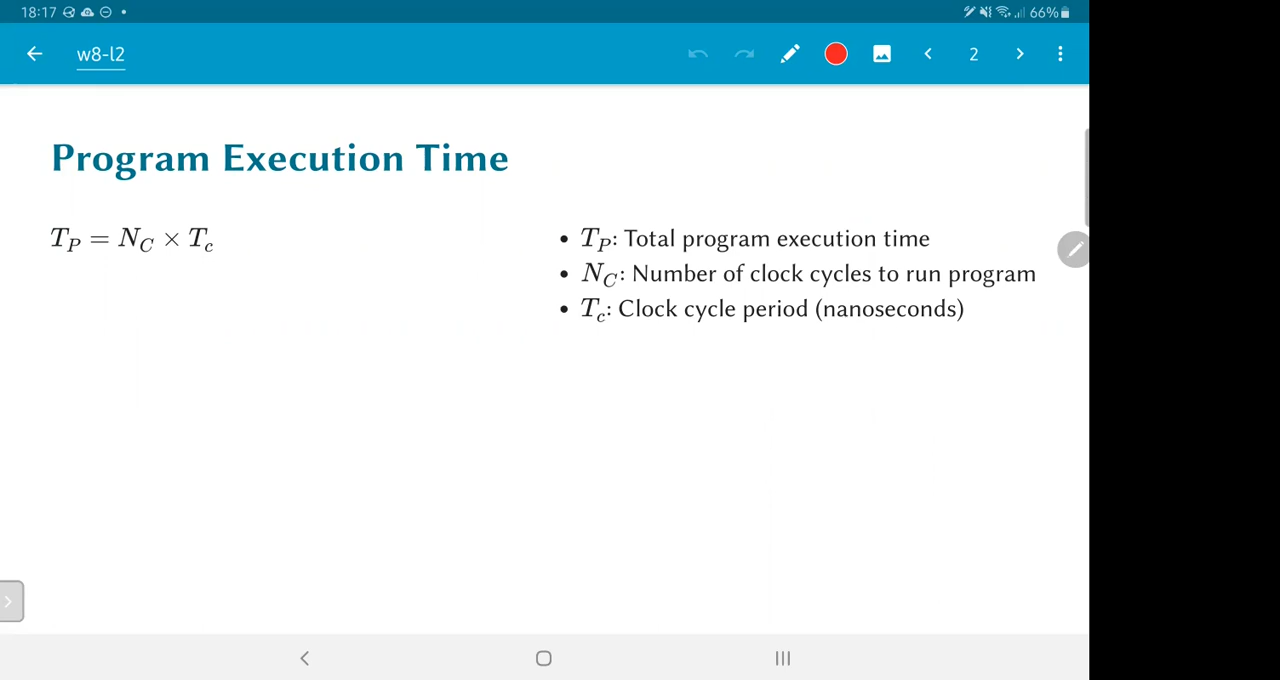 18:17
66%
w8-l2
2
Program Execution Time
T_P = N_C × T_c
• T_P: Total program execution time
• N_C: Number of clock cycles to run program
• T_c: Clock cycle period (nanoseconds)